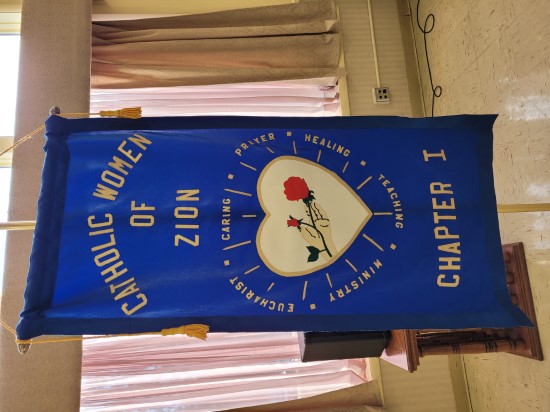 CATHOLIC WOMEN
OF
ZION
CARING ▪ PRAYER ▪ HEALING ▪ TEACHING ▪ MINISTRY ▪ EUCHARIST ▪
CHAPTER I